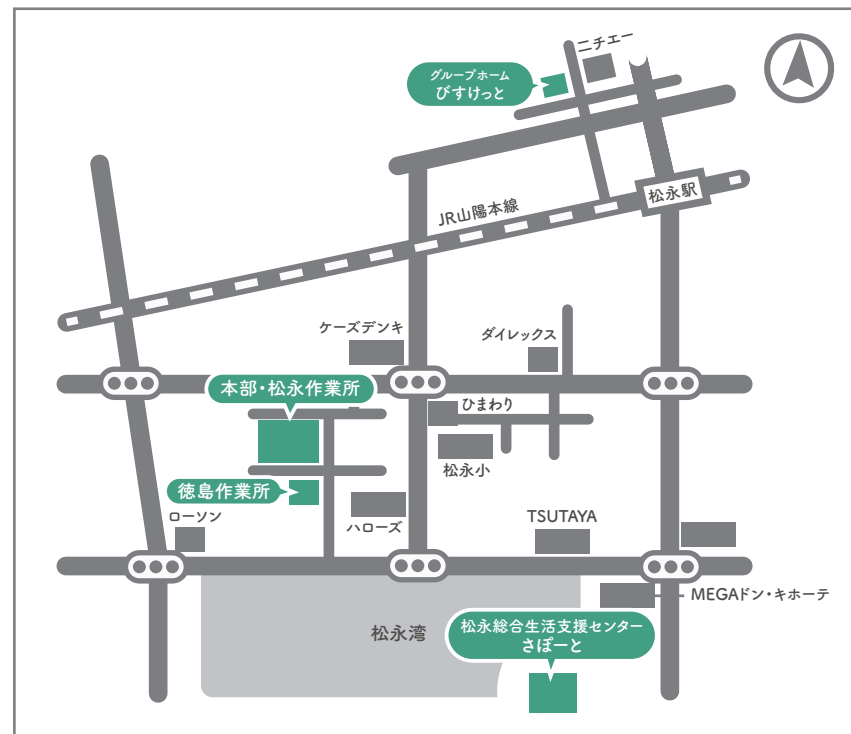 ニチエー
グループホーム
びすけっと
松永駅
JR山陽本線
ケーズデンキ
ダイレックス
本部・松永作業所
ひまわり
松永小
徳島作業所
ローソン
ハローズ
TSUTAYA
MEGAドン・キホーテ
松永湾
松永総合生活支援センター
さぽーと